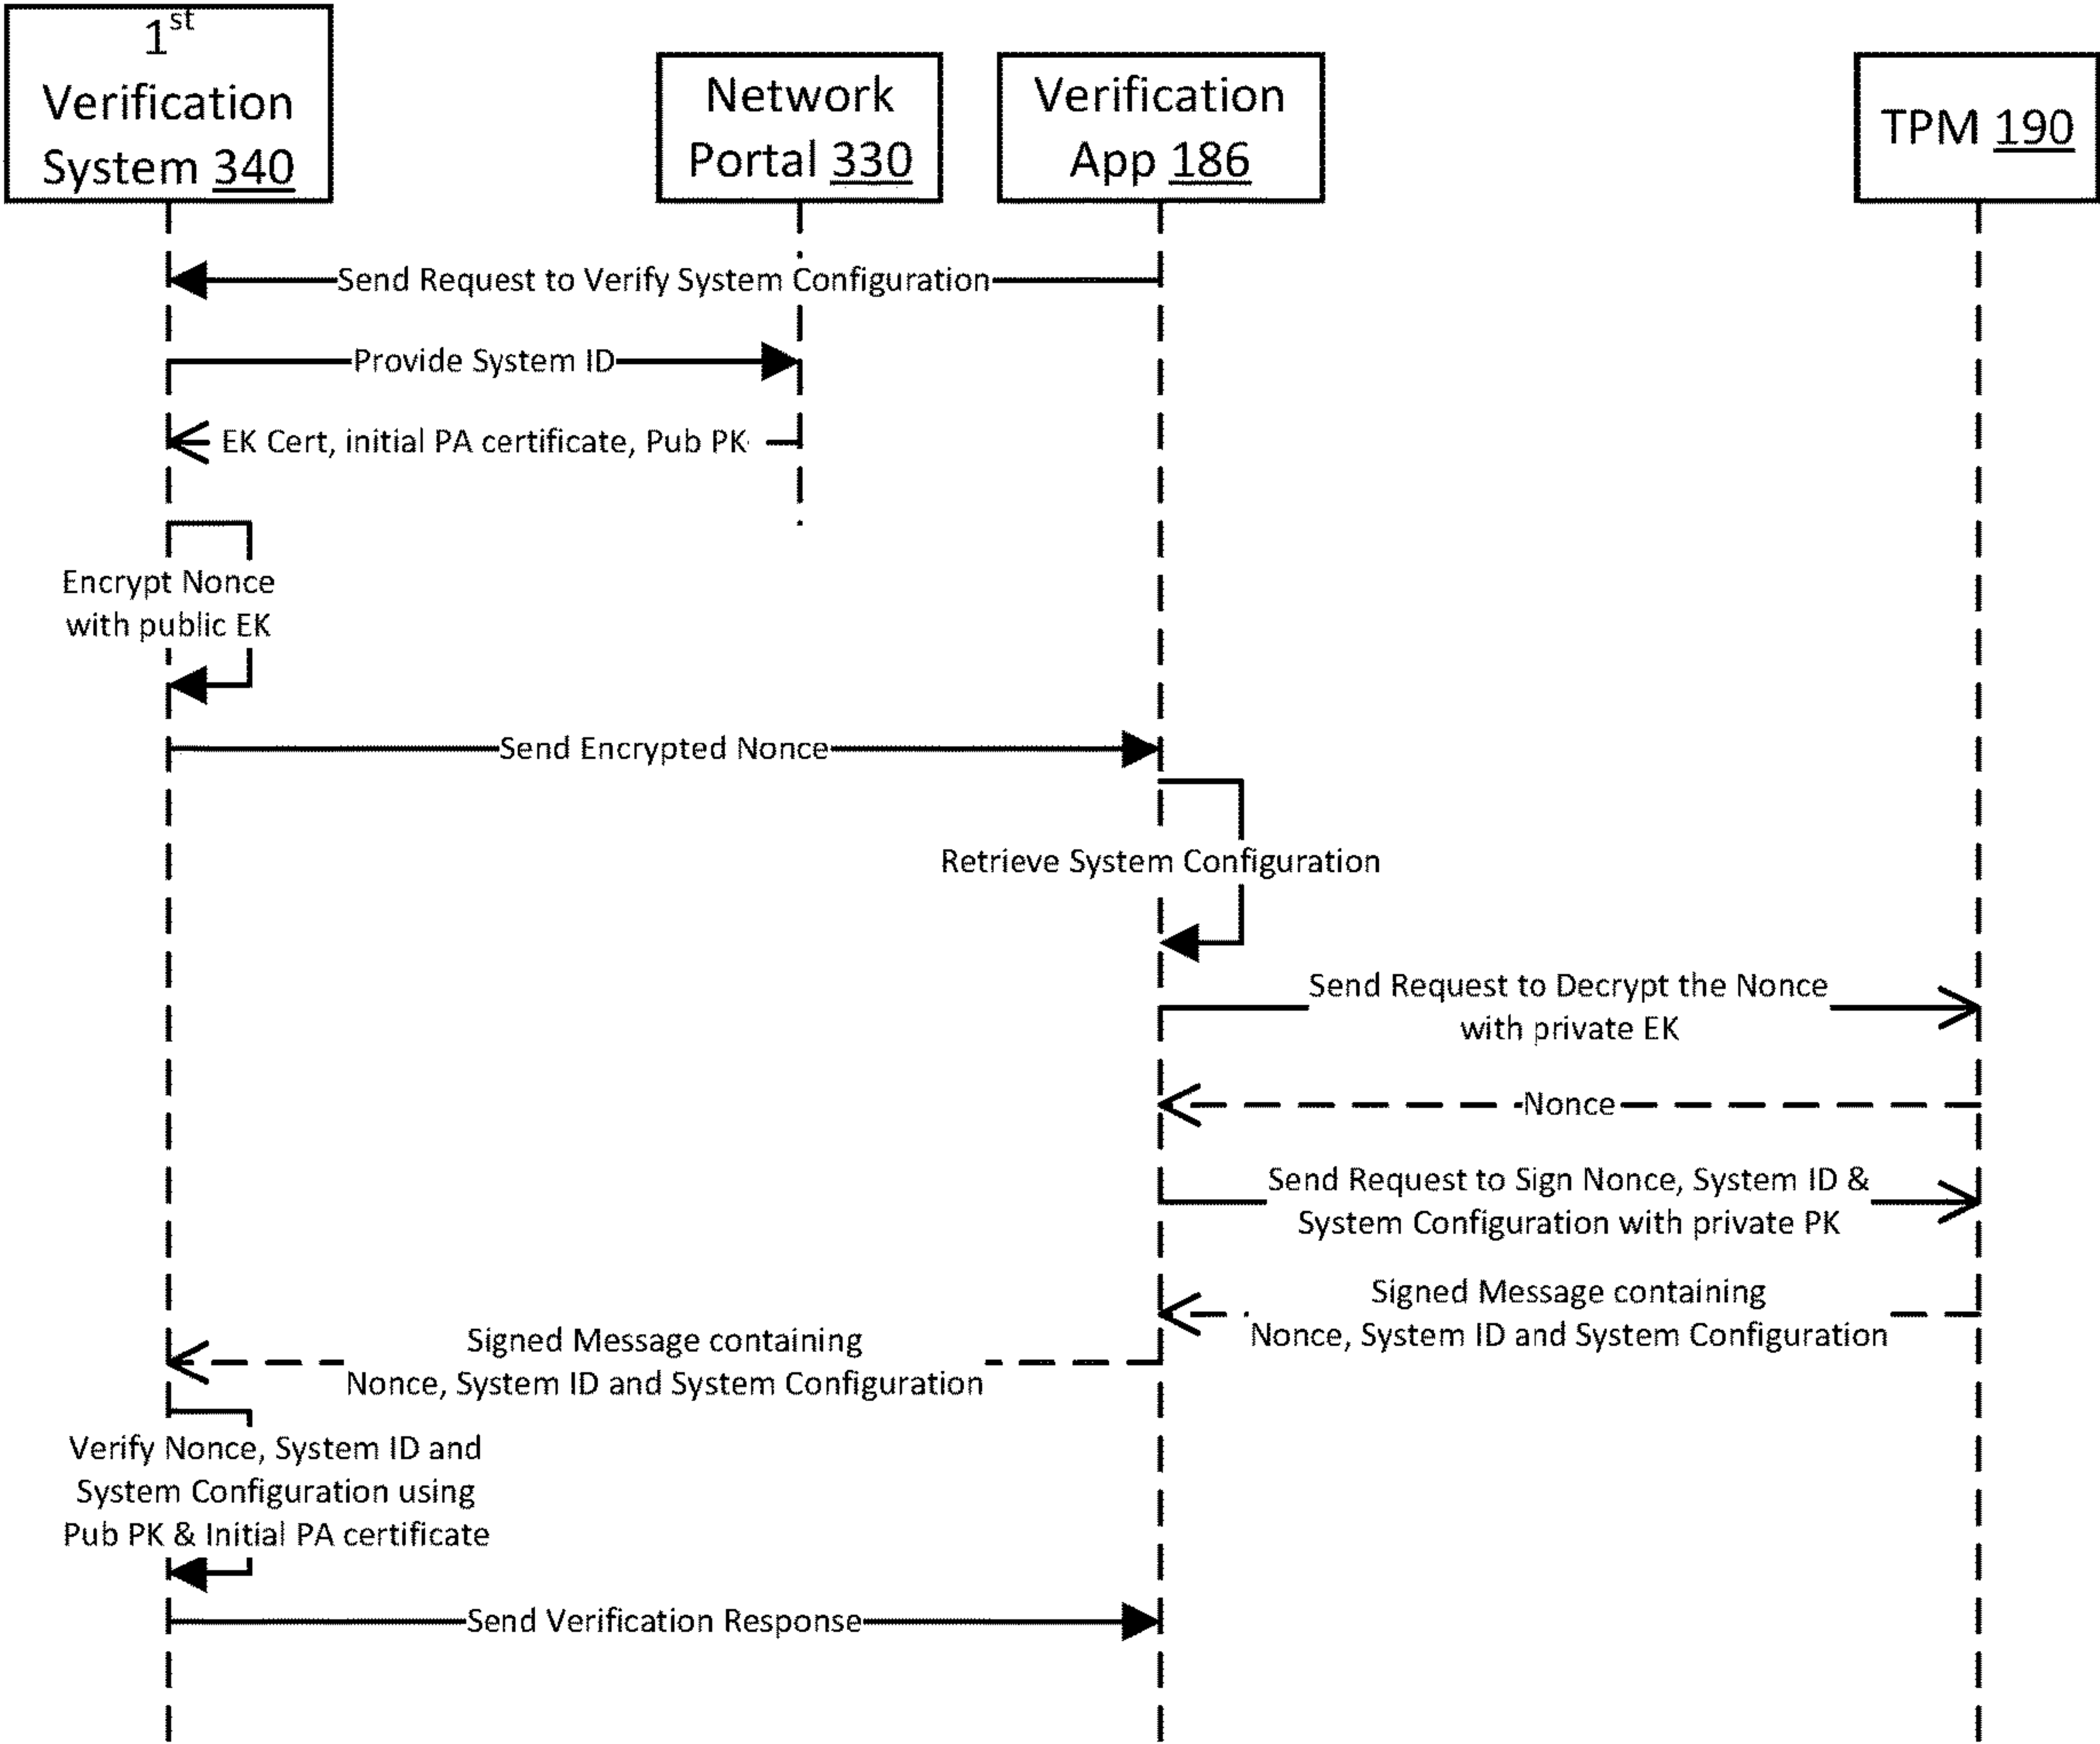 1st
Verification
System 340
Network
Portal 330
Verification
App 186
TPM 190
Send Request to Verify System Configuration
Provide System ID
EK Cert, initial PA certificate, Pub PK
Encrypt Nonce
with public EK
Send Encrypted Nonce
Retrieve System Configuration
Send Request to Decrypt the Nonce
with private EK
Nonce
Send Request to Sign Nonce, System ID &
System Configuration with private PK
Signed Message containing
Nonce, System ID and System Configuration
Signed Message containing
Nonce, System ID and System Configuration
Verify Nonce, System ID and
System Configuration using
Pub PK & Initial PA certificate
Send Verification Response